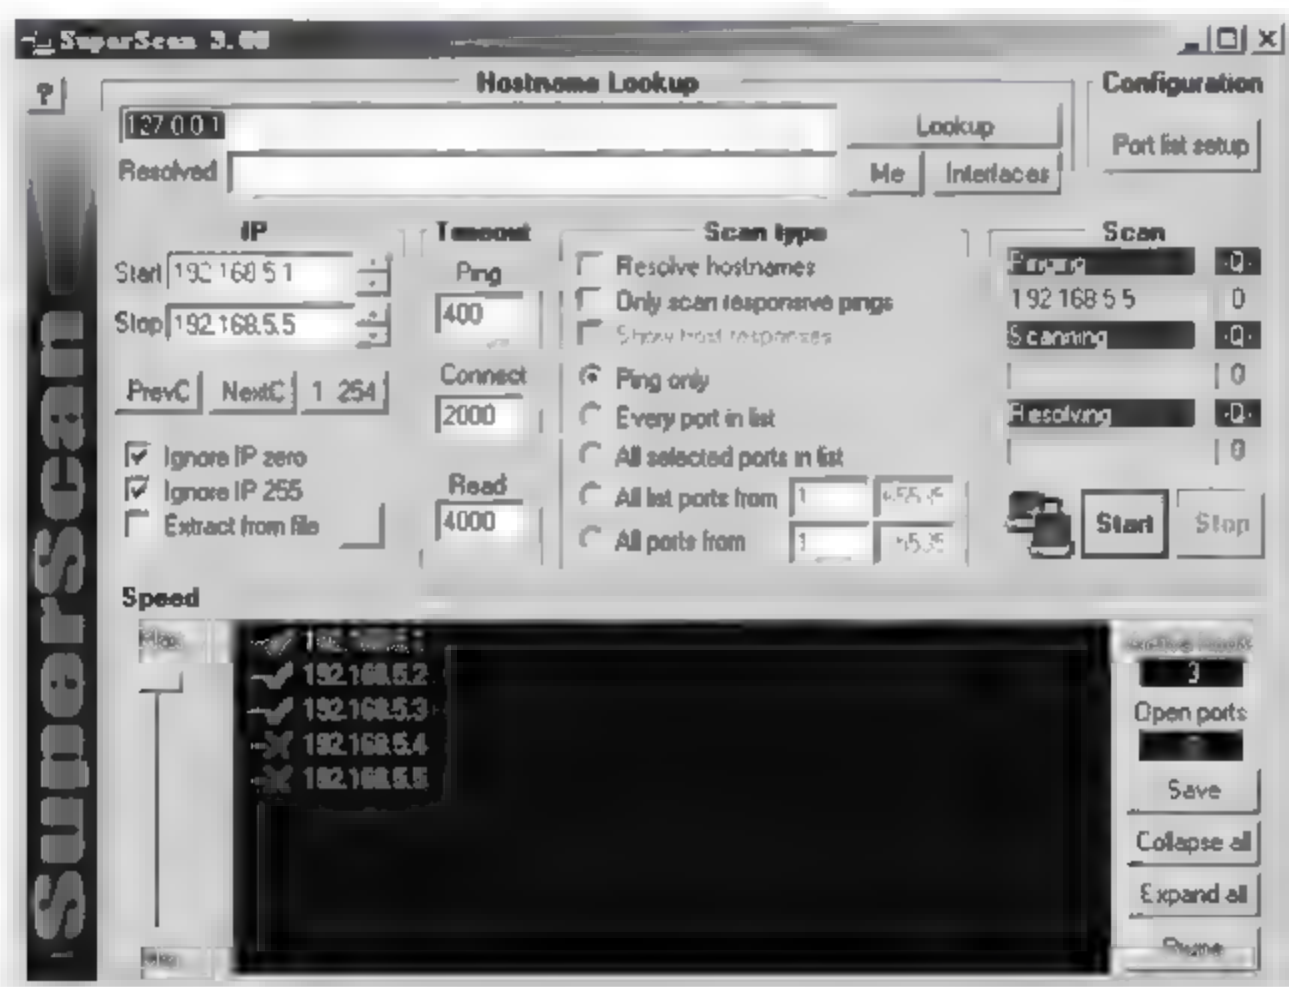 SuperScan 3.00
?
Hostname Lookup
Configuration
127.0.0.1
Lookup
Port list setup
Resolved
Me
Interfaces
IP
Timeout
Scan type
Scan
Start 192.168.5.1
Ping
Resolve hostnames
Pinging
400
Only scan responsive pings
192.168.5.5 0
Stop 192.168.5.5
Show host responses
Scanning
PrevC NextC 1..254
Connect
Ping only
0
2000
Every port in list
Resolving
Ignore IP zero
All selected ports in list
0
Ignore IP 255
Read
All list ports from 1
Extract from file
4000
All ports from 1
Start Stop
Speed
192.168.5.2
3
192.168.5.3
Open ports
192.168.5.4
192.168.5.5
Save
Collapse all
Expand all
Prune
SuperScan